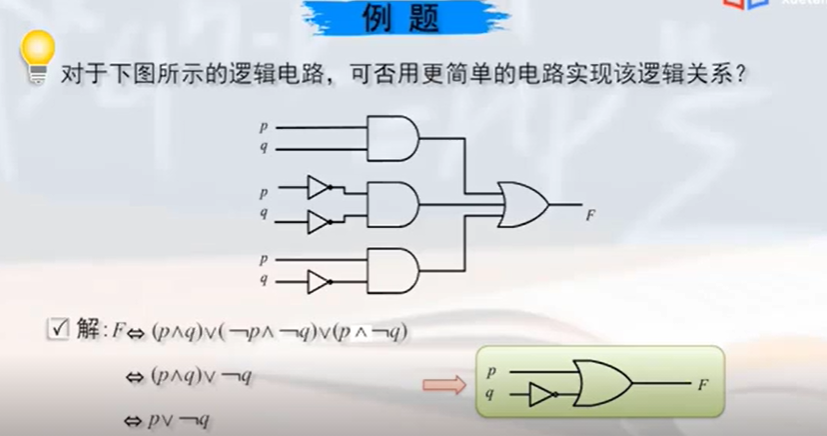 例 题
对于下图所示的逻辑电路，可否用更简单的电路实现该逻辑关系？
p
q
p
q
F
p
q
☑ 解:F⇔ (p∧q)∨(¬p∧¬q)∨(p∧¬q)
⇔ (p∧q)∨¬q
⇔ p∨¬q
p
q
F